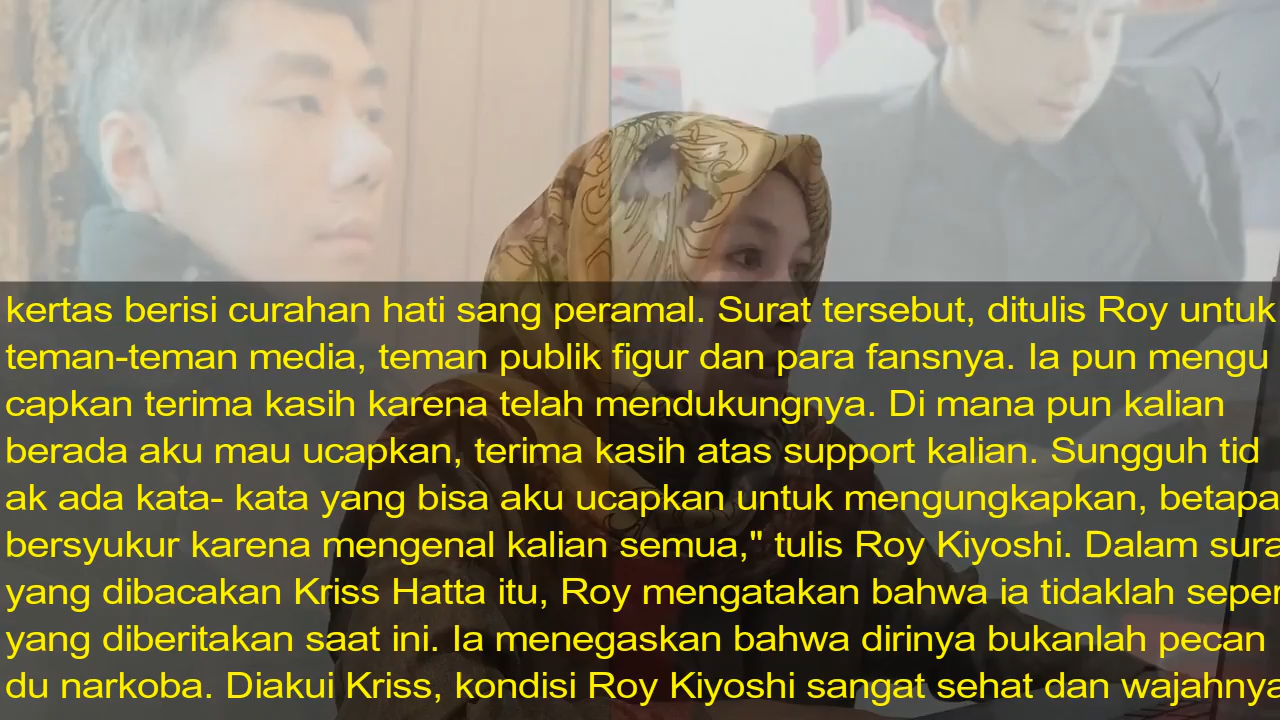 kertas berisi curahan hati sang peramal. Surat tersebut, ditulis Roy untuk
teman-teman media, teman publik figur dan para fansnya. Ia pun mengu
capkan terima kasih karena telah mendukungnya. Di mana pun kalian
berada aku mau ucapkan, terima kasih atas support kalian. Sungguh tid
ak ada kata- kata yang bisa aku ucapkan untuk mengungkapkan, betapa
bersyukur karena mengenal kalian semua," tulis Roy Kiyoshi. Dalam sura
yang dibacakan Kriss Hatta itu, Roy mengatakan bahwa ia tidaklah seper
yang diberitakan saat ini. Ia menegaskan bahwa dirinya bukanlah pecan
du narkoba. Diakui Kriss, kondisi Roy Kiyoshi sangat sehat dan wajahnya